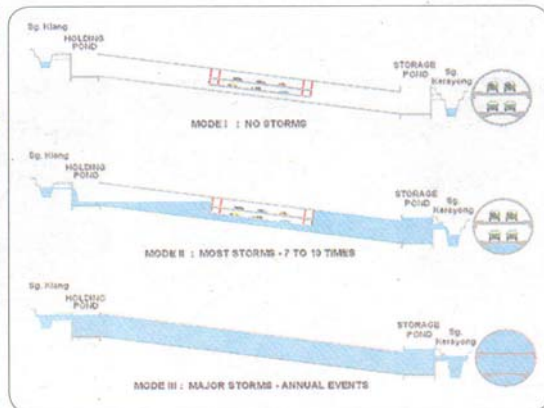 Sg. Klang
HOLDING
POND
STORAGE
POND
Sg.
Kerayong
MODE I : NO STORMS
Sg. Klang
HOLDING
POND
STORAGE
POND
Sg.
Kerayong
MODE II : MOST STORMS - 7 TO 10 TIMES
Sg. Klang
HOLDING
POND
STORAGE
POND
Sg.
Kerayong
MODE III : MAJOR STORMS - ANNUAL EVENTS